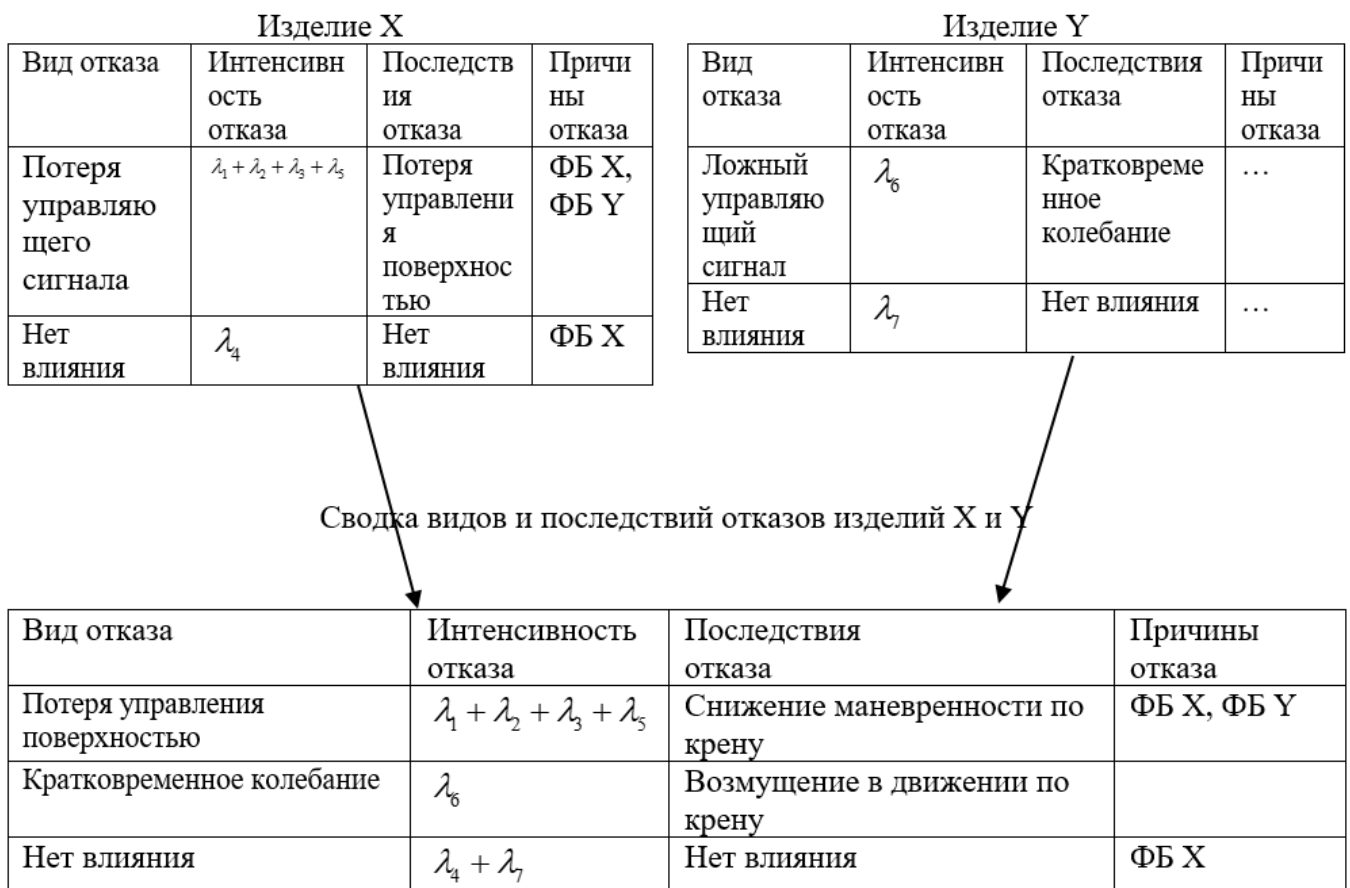 Изделие X
Изделие Y
Вид отказа
Интенсивн
ость
отказа
Последств
ия
отказа
Причи
ны
отказа
Потеря
управляю
щего
сигнала
λ₁ + λ₂ + λ₃ + λ₅
Потеря
управлени
я
поверхнос
тью
ФБ X,
ФБ Y
Нет
влияния
λ₄
Нет
влияния
ФБ X
Вид
отказа
Интенсивн
ость
отказа
Последствия
отказа
Причи
ны
отказа
Ложный
управляю
щий
сигнал
λ₆
Кратковреме
нное
колебание
…
Нет
влияния
λ₇
Нет влияния
…
Сводка видов и последствий отказов изделий X и Y
Вид отказа
Интенсивность
отказа
Последствия
отказа
Причины
отказа
Потеря управления
поверхностью
λ₁ + λ₂ + λ₃ + λ₅
Снижение маневренности по
крену
ФБ X, ФБ Y
Кратковременное колебание
λ₆
Возмущение в движении по
крену
Нет влияния
λ₄ + λ₇
Нет влияния
ФБ X